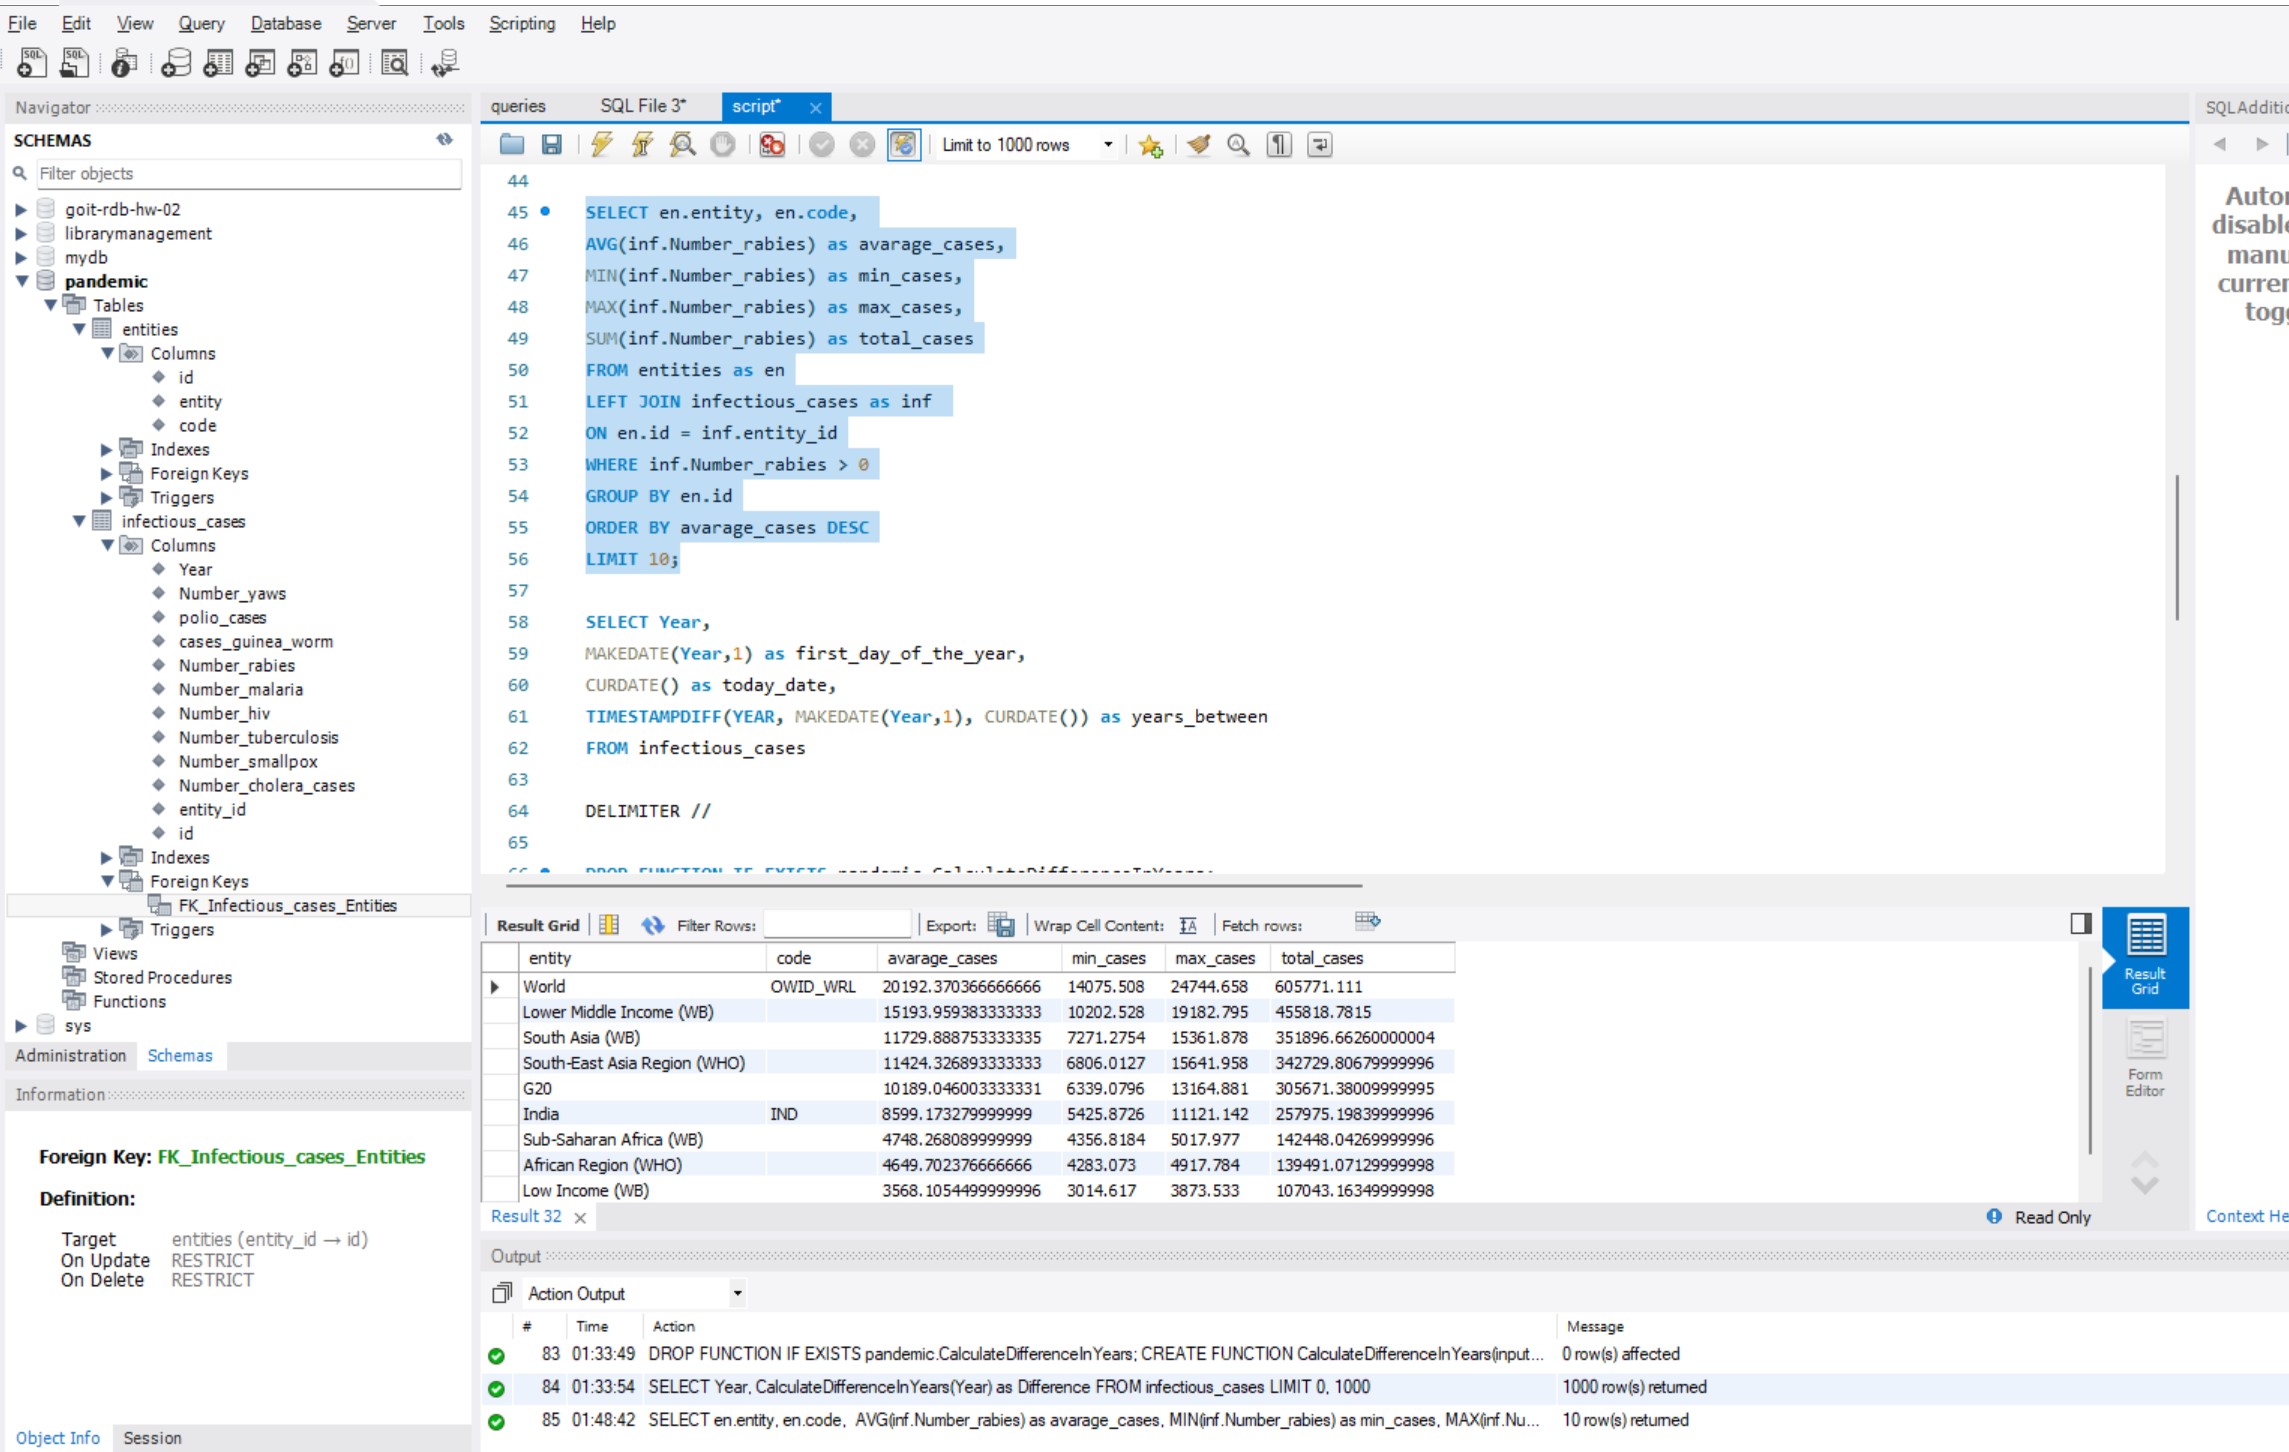 File Edit View Query Database Server Tools Scripting Help
Navigator
SCHEMAS
Filter objects
goit-rdb-hw-02
librarymanagement
mydb
pandemic
Tables
entities
Columns
id
entity
code
Indexes
Foreign Keys
Triggers
infectious_cases
Columns
Year
Number_yaws
polio_cases
cases_guinea_worm
Number_rabies
Number_malaria
Number_hiv
Number_tuberculosis
Number_smallpox
Number_cholera_cases
entity_id
id
Indexes
Foreign Keys
FK_Infectious_cases_Entities
Triggers
Views
Stored Procedures
Functions
sys
Administration Schemas
Information
Foreign Key: FK_Infectious_cases_Entities
Definition:
Target entities (entity_id → id)
On Update RESTRICT
On Delete RESTRICT
Object Info Session
queries SQL File 3* script*
Limit to 1000 rows
44
45 SELECT en.entity, en.code,
46 AVG(inf.Number_rabies) as avarage_cases,
47 MIN(inf.Number_rabies) as min_cases,
48 MAX(inf.Number_rabies) as max_cases,
49 SUM(inf.Number_rabies) as total_cases
50 FROM entities as en
51 LEFT JOIN infectious_cases as inf
52 ON en.id = inf.entity_id
53 WHERE inf.Number_rabies > 0
54 GROUP BY en.id
55 ORDER BY avarage_cases DESC
56 LIMIT 10;
57
58 SELECT Year,
59 MAKEDATE(Year,1) as first_day_of_the_year,
60 CURDATE() as today_date,
61 TIMESTAMPDIFF(YEAR, MAKEDATE(Year,1), CURDATE()) as years_between
62 FROM infectious_cases
63
64 DELIMITER //
65
66 DROP FUNCTION IF EXISTS pandemic.CalculateDifferenceInYears;
Result Grid Filter Rows: Export: Wrap Cell Content: Fetch rows:
entity code avarage_cases min_cases max_cases total_cases
World OWID_WRL 20192.370366666666 14075.508 24744.658 605771.111
Lower Middle Income (WB) 15193.959383333333 10202.528 19182.795 455818.7815
South Asia (WB) 11729.888753333335 7271.2754 15361.878 351896.66260000004
South-East Asia Region (WHO) 11424.326893333333 6806.0127 15641.958 342729.80679999996
G20 10189.046003333331 6339.0796 13164.881 305671.38009999995
India IND 8599.173279999999 5425.8726 11121.142 257975.19839999996
Sub-Saharan Africa (WB) 4748.268089999999 4356.8184 5017.977 142448.04269999996
African Region (WHO) 4649.702376666666 4283.073 4917.784 139491.07129999998
Low Income (WB) 3568.1054499999996 3014.617 3873.533 107043.16349999998
Result Grid
Form Editor
Result 32 Read Only
Output
Action Output
# Time Action Message
83 01:33:49 DROP FUNCTION IF EXISTS pandemic.CalculateDifferenceInYears; CREATE FUNCTION CalculateDifferenceInYears(input... 0 row(s) affected
84 01:33:54 SELECT Year, CalculateDifferenceInYears(Year) as Difference FROM infectious_cases LIMIT 0, 1000 1000 row(s) returned
85 01:48:42 SELECT en.entity, en.code, AVG(inf.Number_rabies) as avarage_cases, MIN(inf.Number_rabies) as min_cases, MAX(inf.Nu... 10 row(s) returned
SQLAdditio
Autor
disable
manu
currer
togg
Context He